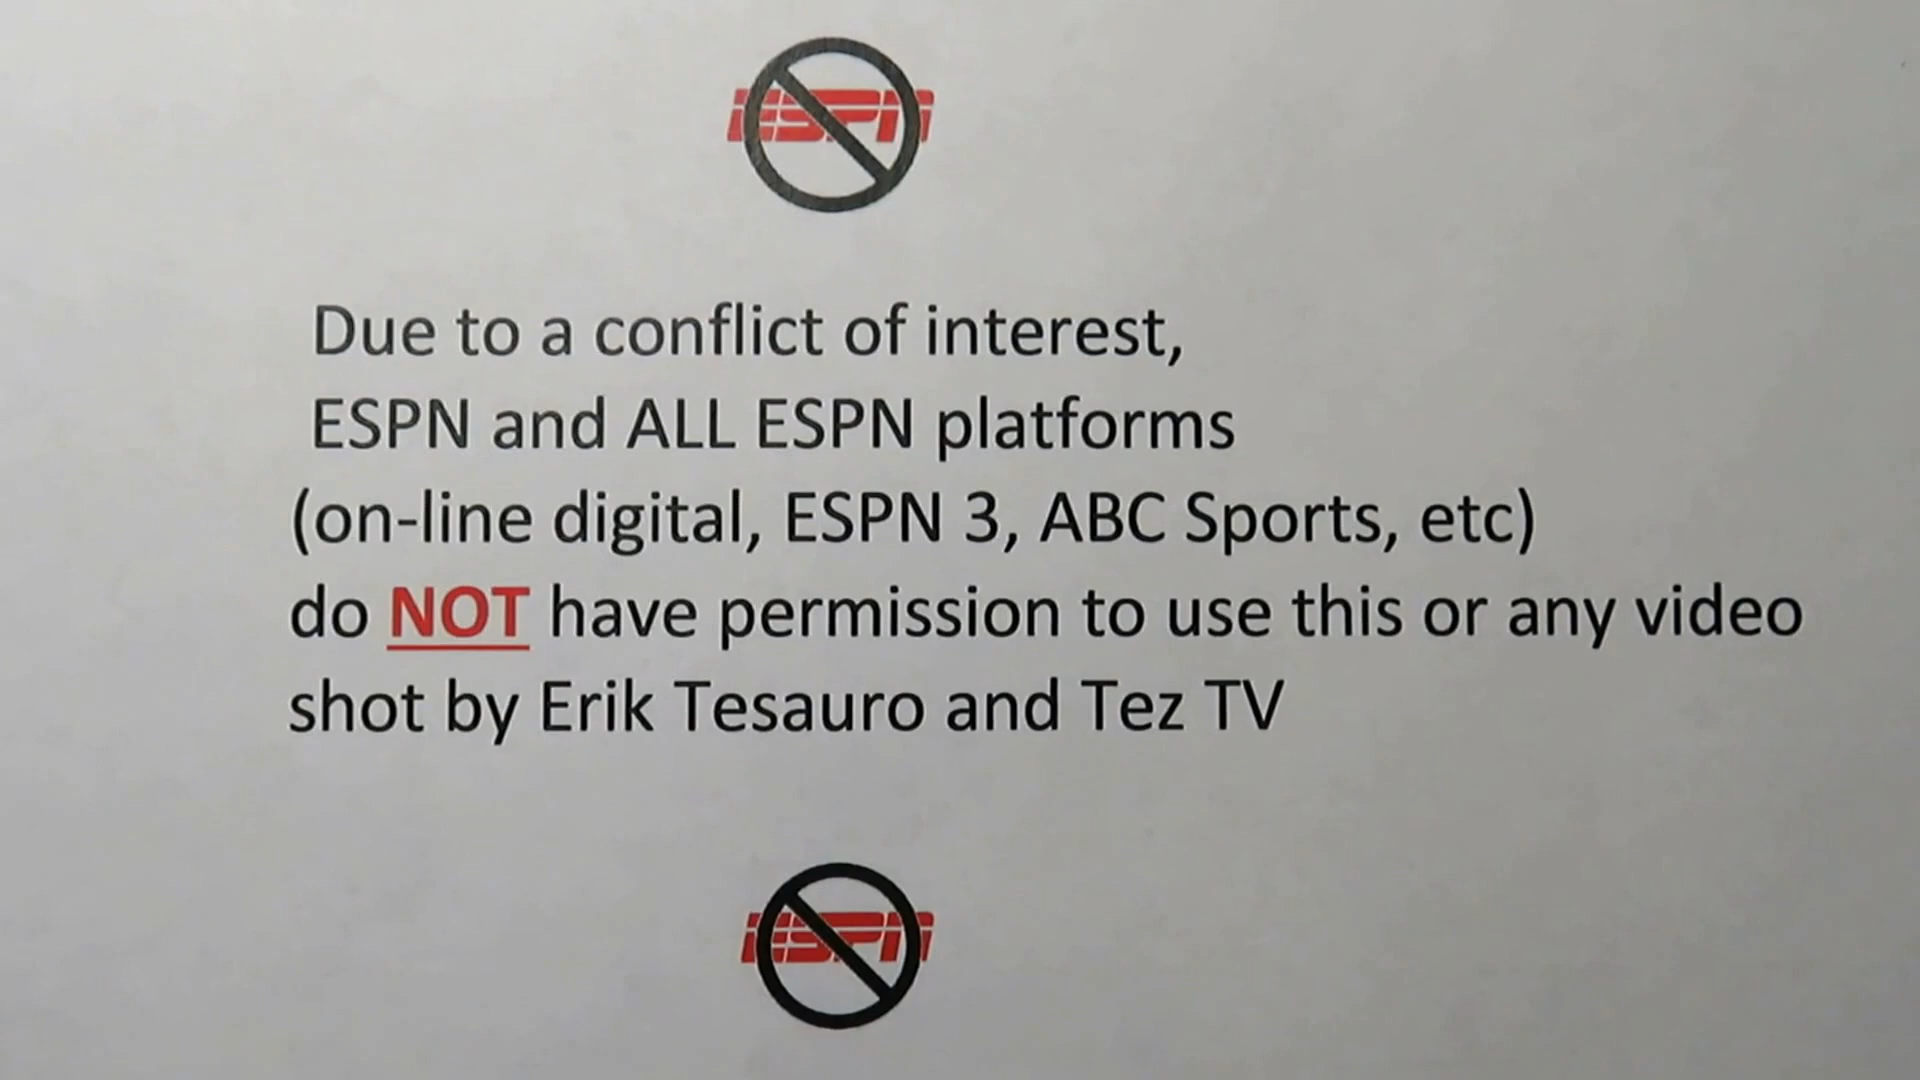 ESPN
Due to a conflict of interest,
ESPN and ALL ESPN platforms
(on-line digital, ESPN 3, ABC Sports, etc)
do NOT have permission to use this or any video
shot by Erik Tesauro and Tez TV
ESPN